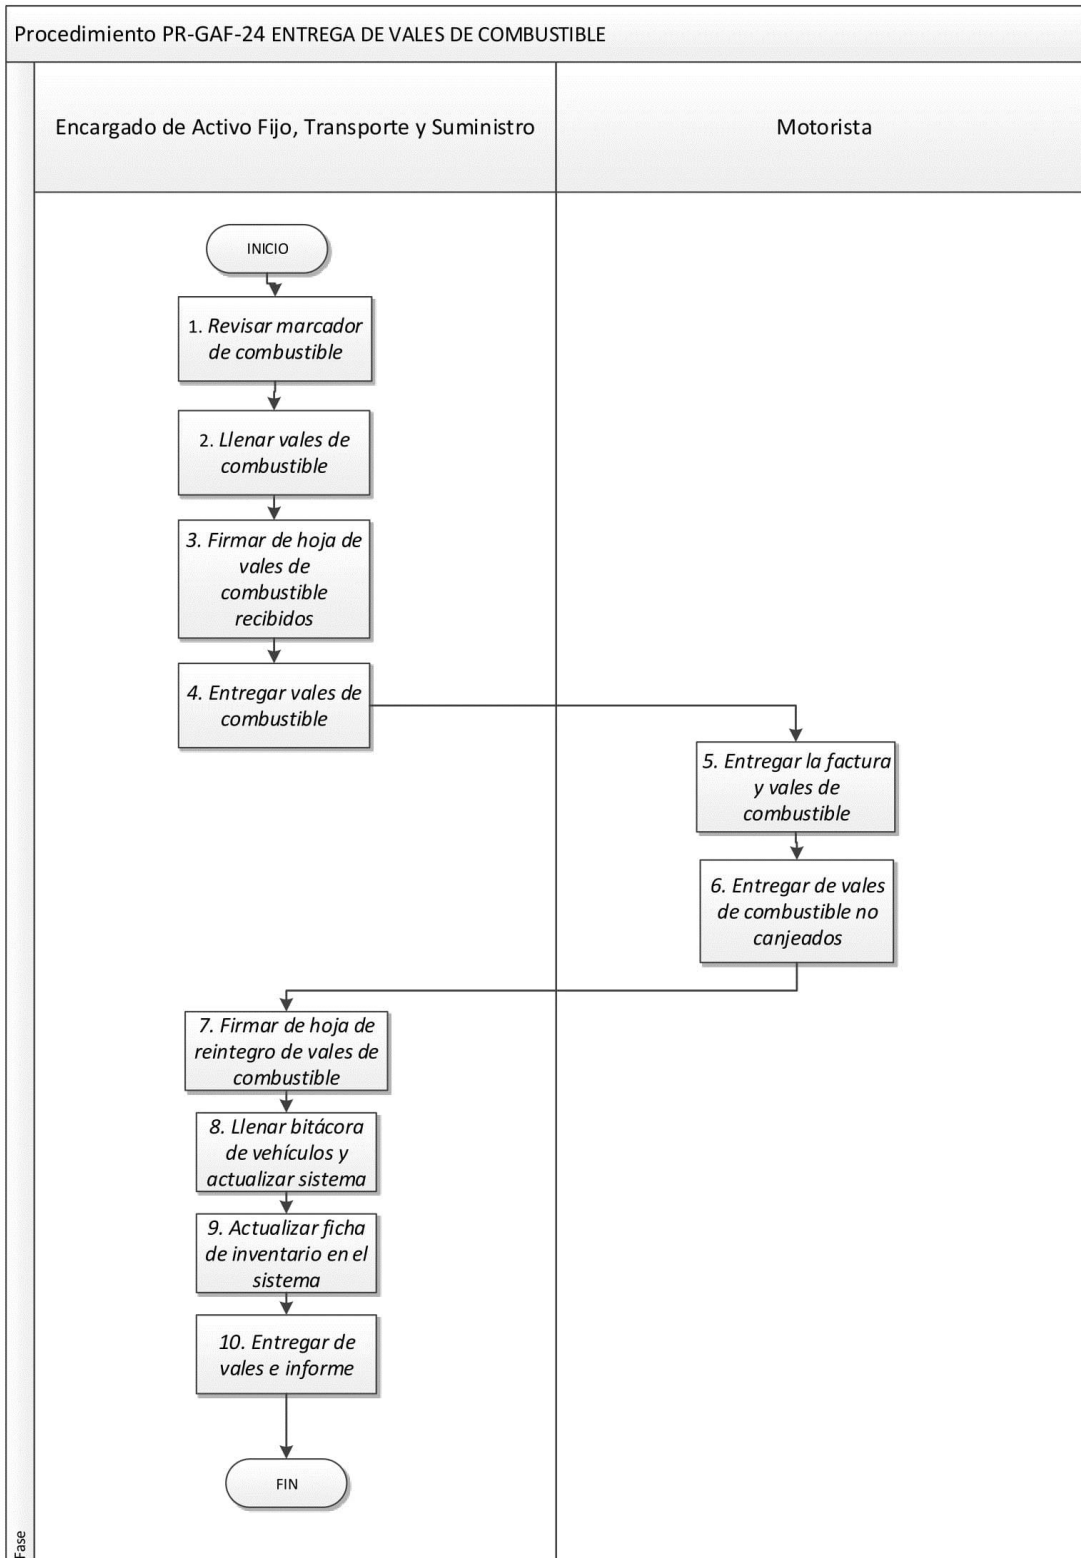 Procedimiento PR-GAF-24 ENTREGA DE VALES DE COMBUSTIBLE
Encargado de Activo Fijo, Transporte y Suministro
Motorista
INICIO
1. Revisar marcador
de combustible
2. Llenar vales de
combustible
3. Firmar de hoja de
vales de
combustible
recibidos
4. Entregar vales de
combustible
5. Entregar la factura
y vales de
combustible
6. Entregar de vales
de combustible no
canjeados
7. Firmar de hoja de
reintegro de vales de
combustible
8. Llenar bitácora
de vehículos y
actualizar sistema
9. Actualizar ficha
de inventario en el
sistema
10. Entregar de
vales e informe
FIN
Fase